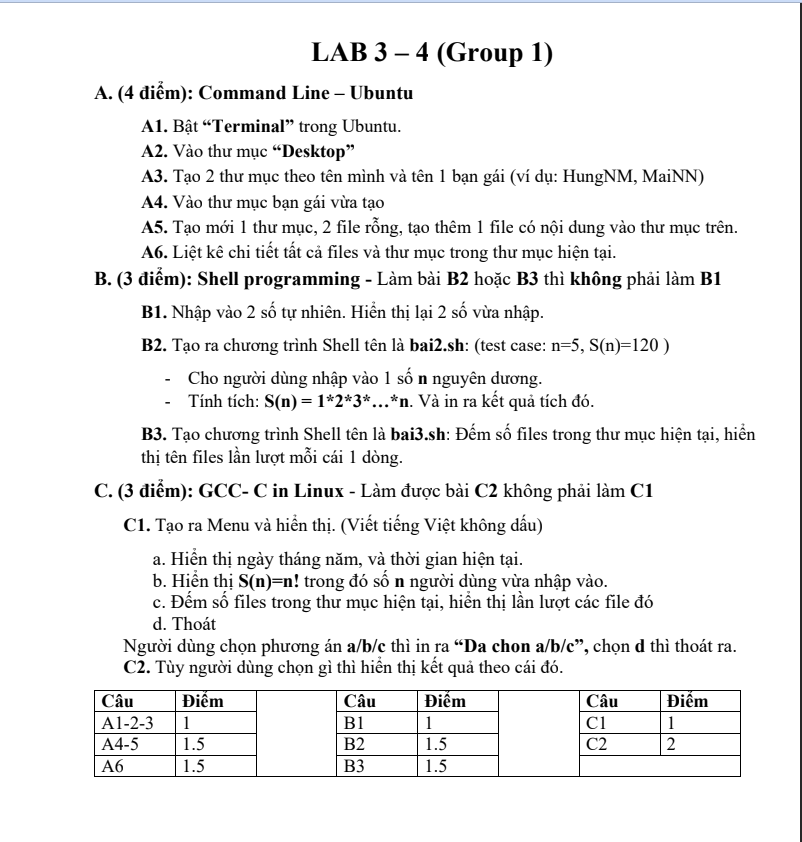 LAB 3 – 4 (Group 1)
A. (4 điểm): Command Line – Ubuntu
A1. Bật “Terminal” trong Ubuntu.
A2. Vào thư mục “Desktop”
A3. Tạo 2 thư mục theo tên mình và tên 1 bạn gái (ví dụ: HungNM, MaiNN)
A4. Vào thư mục bạn gái vừa tạo
A5. Tạo mới 1 thư mục, 2 file rỗng, tạo thêm 1 file có nội dung vào thư mục trên.
A6. Liệt kê chi tiết tất cả files và thư mục trong thư mục hiện tại.
B. (3 điểm): Shell programming - Làm bài B2 hoặc B3 thì không phải làm B1
B1. Nhập vào 2 số tự nhiên. Hiển thị lại 2 số vừa nhập.
B2. Tạo ra chương trình Shell tên là bai2.sh: (test case: n=5, S(n)=120 )
- Cho người dùng nhập vào 1 số n nguyên dương.
- Tính tích: S(n) = 1*2*3*…*n. Và in ra kết quả tích đó.
B3. Tạo chương trình Shell tên là bai3.sh: Đếm số files trong thư mục hiện tại, hiển
thị tên files lần lượt mỗi cái 1 dòng.
C. (3 điểm): GCC- C in Linux - Làm được bài C2 không phải làm C1
C1. Tạo ra Menu và hiển thị. (Viết tiếng Việt không dấu)
a. Hiển thị ngày tháng năm, và thời gian hiện tại.
b. Hiển thị S(n)=n! trong đó số n người dùng vừa nhập vào.
c. Đếm số files trong thư mục hiện tại, hiển thị lần lượt các file đó
d. Thoát
Người dùng chọn phương án a/b/c thì in ra “Da chon a/b/c”, chọn d thì thoát ra.
C2. Tùy người dùng chọn gì thì hiển thị kết quả theo cái đó.
Câu Điểm Câu Điểm Câu Điểm
A1-2-3 1 B1 1 C1 1
A4-5 1.5 B2 1.5 C2 2
A6 1.5 B3 1.5